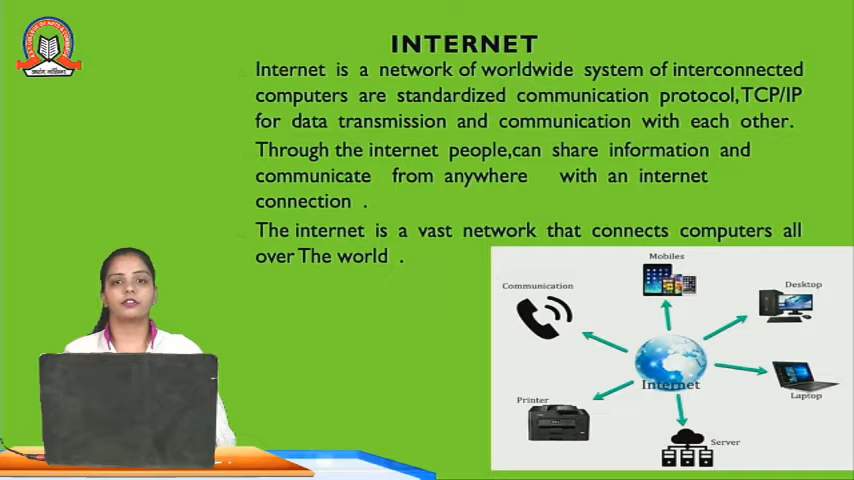 INTERNET
Internet is a network of worldwide system of interconnected
computers are standardized communication protocol,TCP/IP
for data transmission and communication with each other.
Through the internet people,can share information and
communicate from anywhere with an internet
connection .
The internet is a vast network that connects computers all
over The world .
Mobiles
Communication
Desktop
Internet
Laptop
Printer
Server